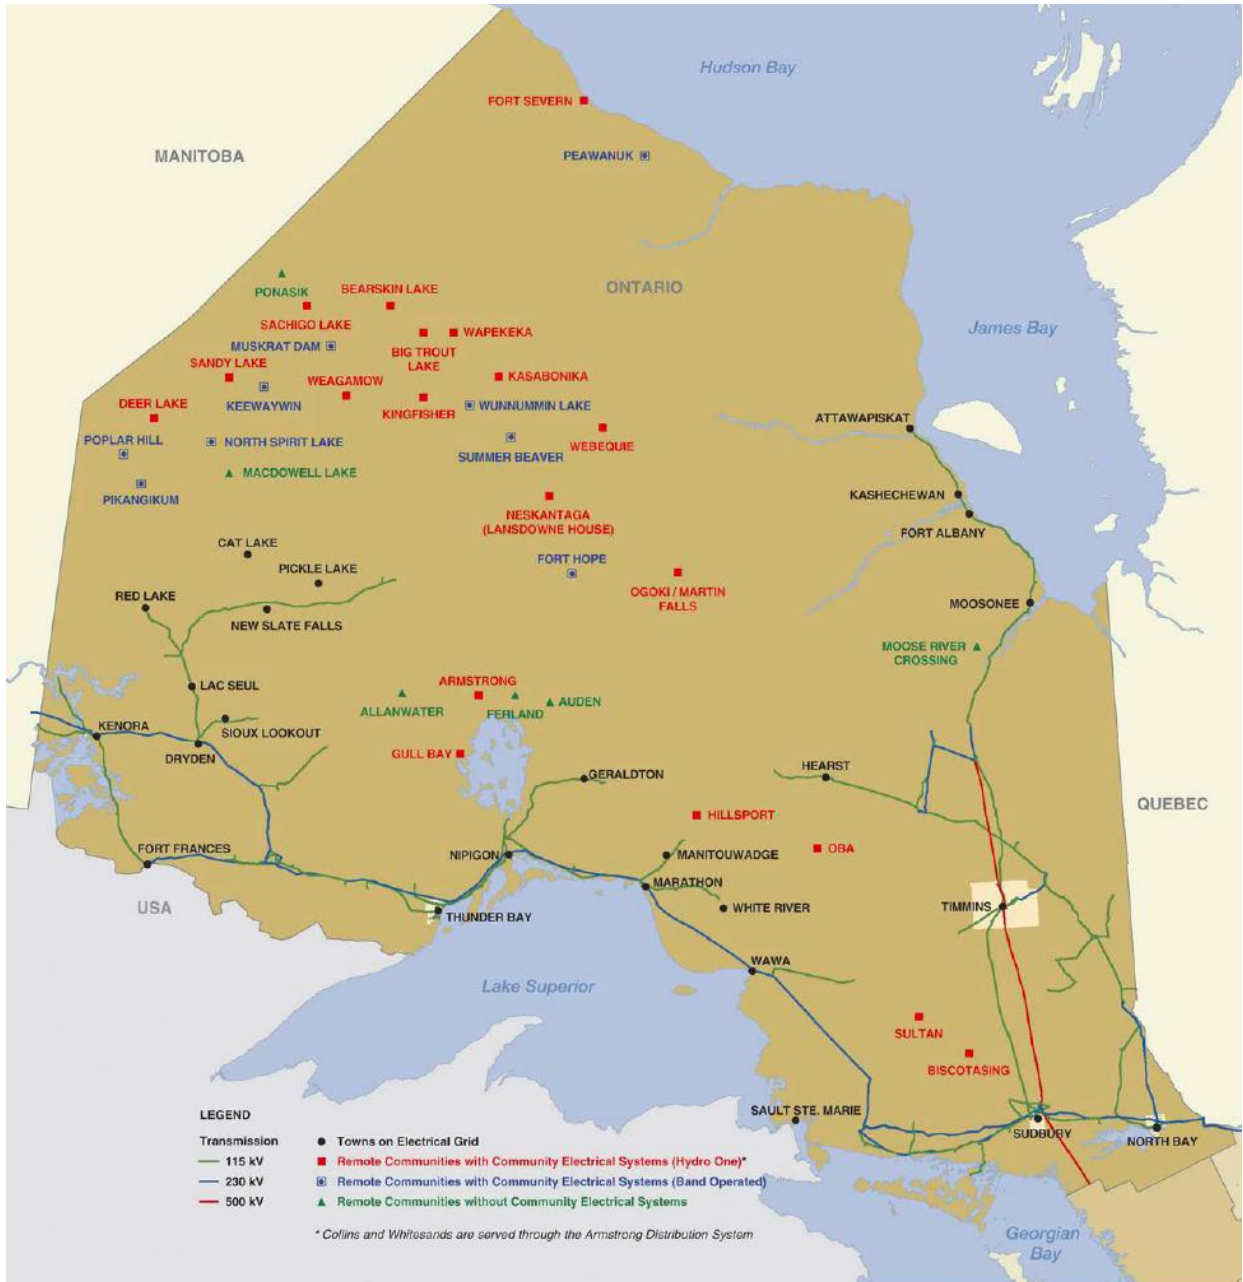 Hudson Bay
FORT SEVERN
MANITOBA
PEAWANUK
PONASIK
BEARSKIN LAKE
ONTARIO
SACHIGO LAKE
James Bay
WAPEKEKA
MUSKRAT DAM
BIG TROUT
LAKE
SANDY LAKE
KASABONIKA
WEAGAMOW
KEEWAYWIN
DEER LAKE
WUNNUMMIN LAKE
KINGFISHER
ATTAWAPISKAT
POPLAR HILL
NORTH SPIRIT LAKE
WEBEQUIE
SUMMER BEAVER
MACDOWELL LAKE
PIKANGIKUM
KASHECHEWAN
NESKANTAGA
(LANSDOWNE HOUSE)
FORT ALBANY
CAT LAKE
FORT HOPE
PICKLE LAKE
OGOKI / MARTIN
FALLS
RED LAKE
MOOSONEE
NEW SLATE FALLS
MOOSE RIVER
CROSSING
ARMSTRONG
LAC SEUL
ALLANWATER
FERLAND
AUDEN
KENORA
SIOUX LOOKOUT
DRYDEN
GULL BAY
HEARST
GERALDTON
QUEBEC
HILLSPORT
FORT FRANCES
NIPIGON
MANITOUWADGE
OBA
MARATHON
USA
THUNDER BAY
WHITE RIVER
TIMMINS
WAWA
Lake Superior
SULTAN
BISCOTASING
SAULT STE. MARIE
SUDBURY
NORTH BAY
LEGEND
Transmission
115 kV
230 kV
500 kV
Towns on Electrical Grid
Remote Communities with Community Electrical Systems (Hydro One)*
Remote Communities with Community Electrical Systems (Band Operated)
Remote Communities without Community Electrical Systems
* Collins and Whitesands are served through the Armstrong Distribution System
Georgian
Bay